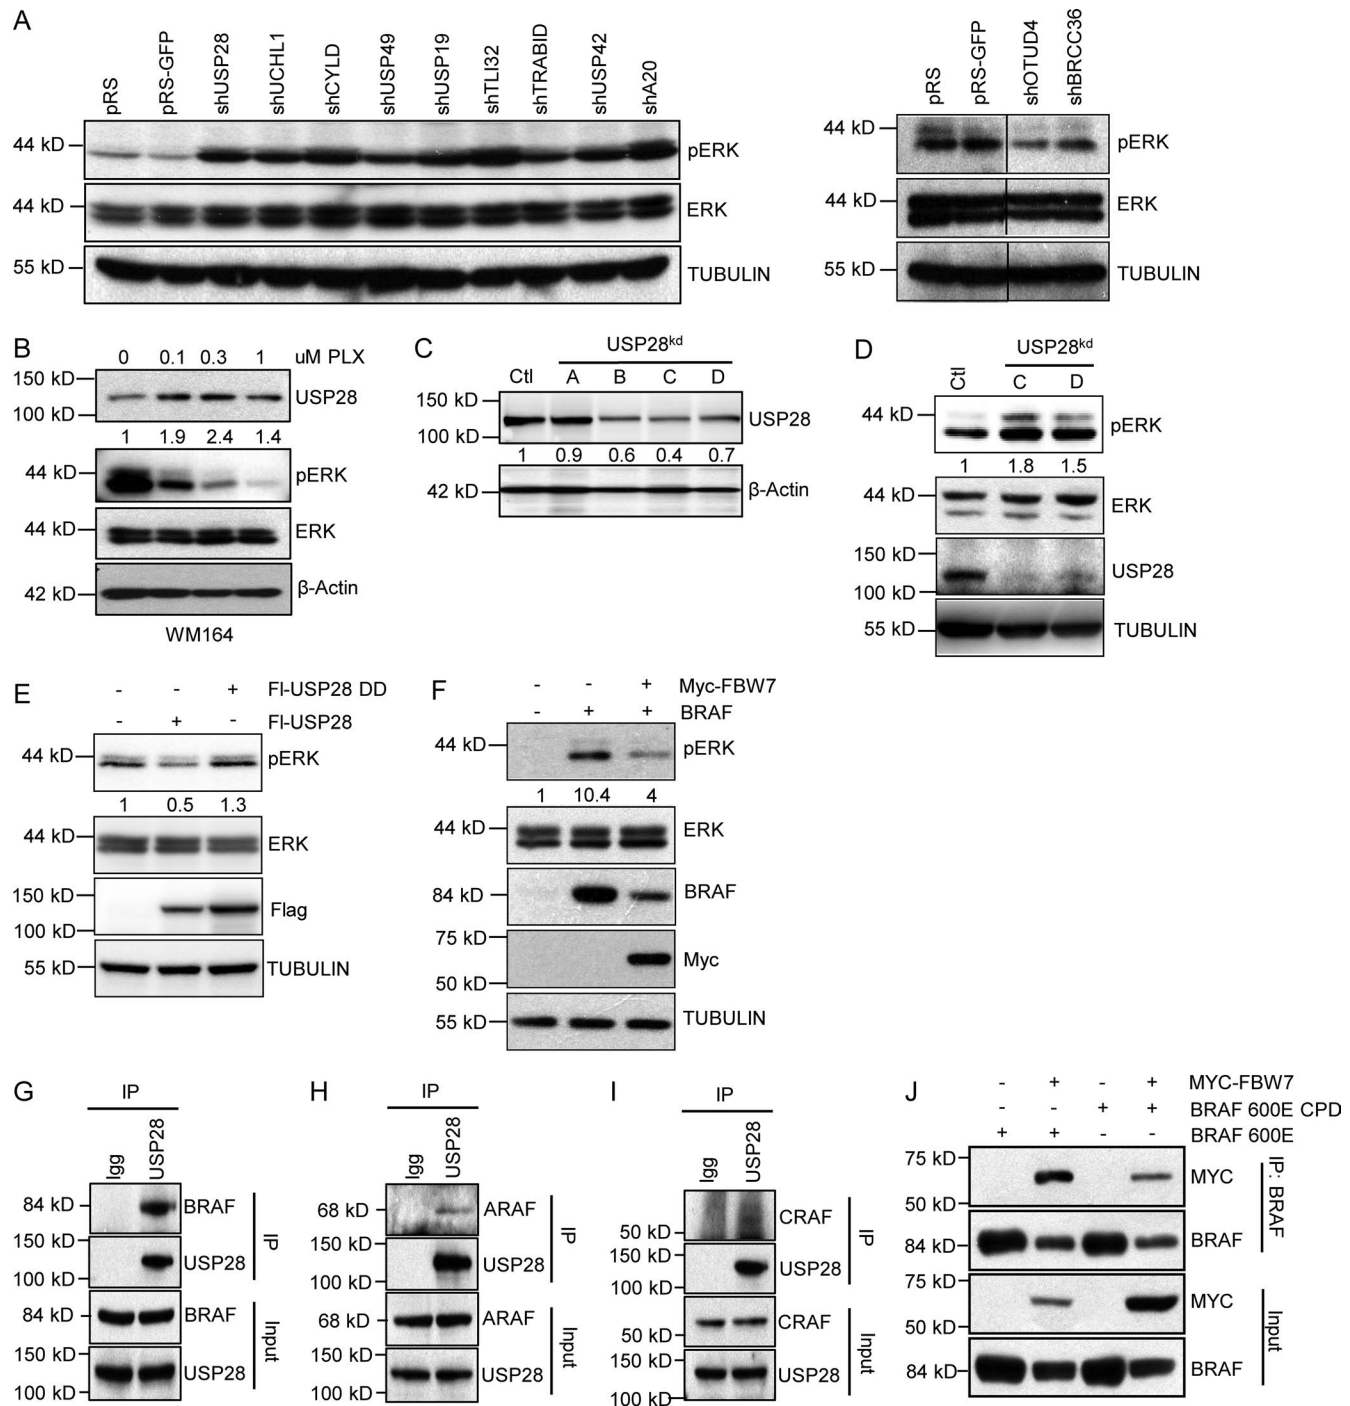 A
pRS
pRS-GFP
shUSP28
shUCHL1
shCYLD
shUSP49
shUSP19
shTLI32
shTRABID
shUSP42
shA20
44 kD
pERK
44 kD
ERK
55 kD
TUBULIN
pRS
pRS-GFP
shOTUD4
shBRCC36
44 kD
pERK
44 kD
ERK
55 kD
TUBULIN
B
0 0.1 0.3 1 uM PLX
150 kD
100 kD
USP28
1 1.9 2.4 1.4
44 kD
pERK
44 kD
ERK
42 kD
β-Actin
WM164
C
USP28kd
Ctl A B C D
150 kD
100 kD
USP28
1 0.9 0.6 0.4 0.7
42 kD
β-Actin
D
USP28kd
Ctl C D
44 kD
pERK
1 1.8 1.5
44 kD
ERK
150 kD
100 kD
USP28
55 kD
TUBULIN
E
- - + Fl-USP28 DD
- + - Fl-USP28
44 kD
pERK
1 0.5 1.3
44 kD
ERK
150 kD
100 kD
Flag
55 kD
TUBULIN
F
- - + Myc-FBW7
- + + BRAF
44 kD
pERK
1 10.4 4
44 kD
ERK
84 kD
BRAF
75 kD
50 kD
Myc
55 kD
TUBULIN
G
IP
Igg
USP28
84 kD
BRAF
150 kD
100 kD
USP28
IP
84 kD
BRAF
150 kD
100 kD
USP28
Input
H
IP
Igg
USP28
68 kD
ARAF
150 kD
100 kD
USP28
IP
68 kD
ARAF
150 kD
100 kD
USP28
Input
I
IP
Igg
USP28
50 kD
CRAF
150 kD
100 kD
USP28
IP
50 kD
CRAF
150 kD
100 kD
USP28
Input
J
- + - + MYC-FBW7
- - + + BRAF 600E CPD
+ + - - BRAF 600E
75 kD
50 kD
MYC
84 kD
BRAF
IP: BRAF
75 kD
50 kD
MYC
84 kD
BRAF
Input